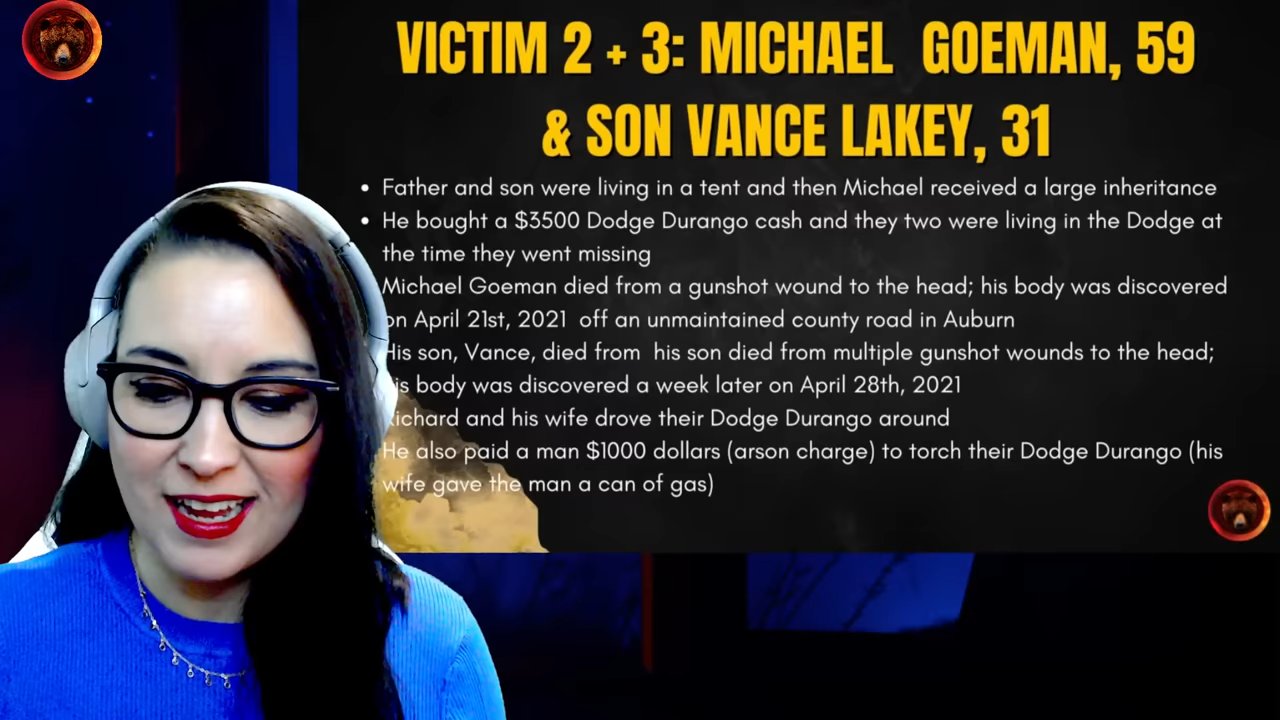 VICTIM 2 + 3: MICHAEL GOEMAN, 59
& SON VANCE LAKEY, 31
• Father and son were living in a tent and then Michael received a large inheritance
• He bought a $3500 Dodge Durango cash and they two were living in the Dodge at
the time they went missing
Michael Goeman died from a gunshot wound to the head; his body was discovered
on April 21st, 2021 off an unmaintained county road in Auburn
His son, Vance, died from his son died from multiple gunshot wounds to the head;
his body was discovered a week later on April 28th, 2021
Richard and his wife drove their Dodge Durango around
He also paid a man $1000 dollars (arson charge) to torch their Dodge Durango (his
wife gave the man a can of gas)